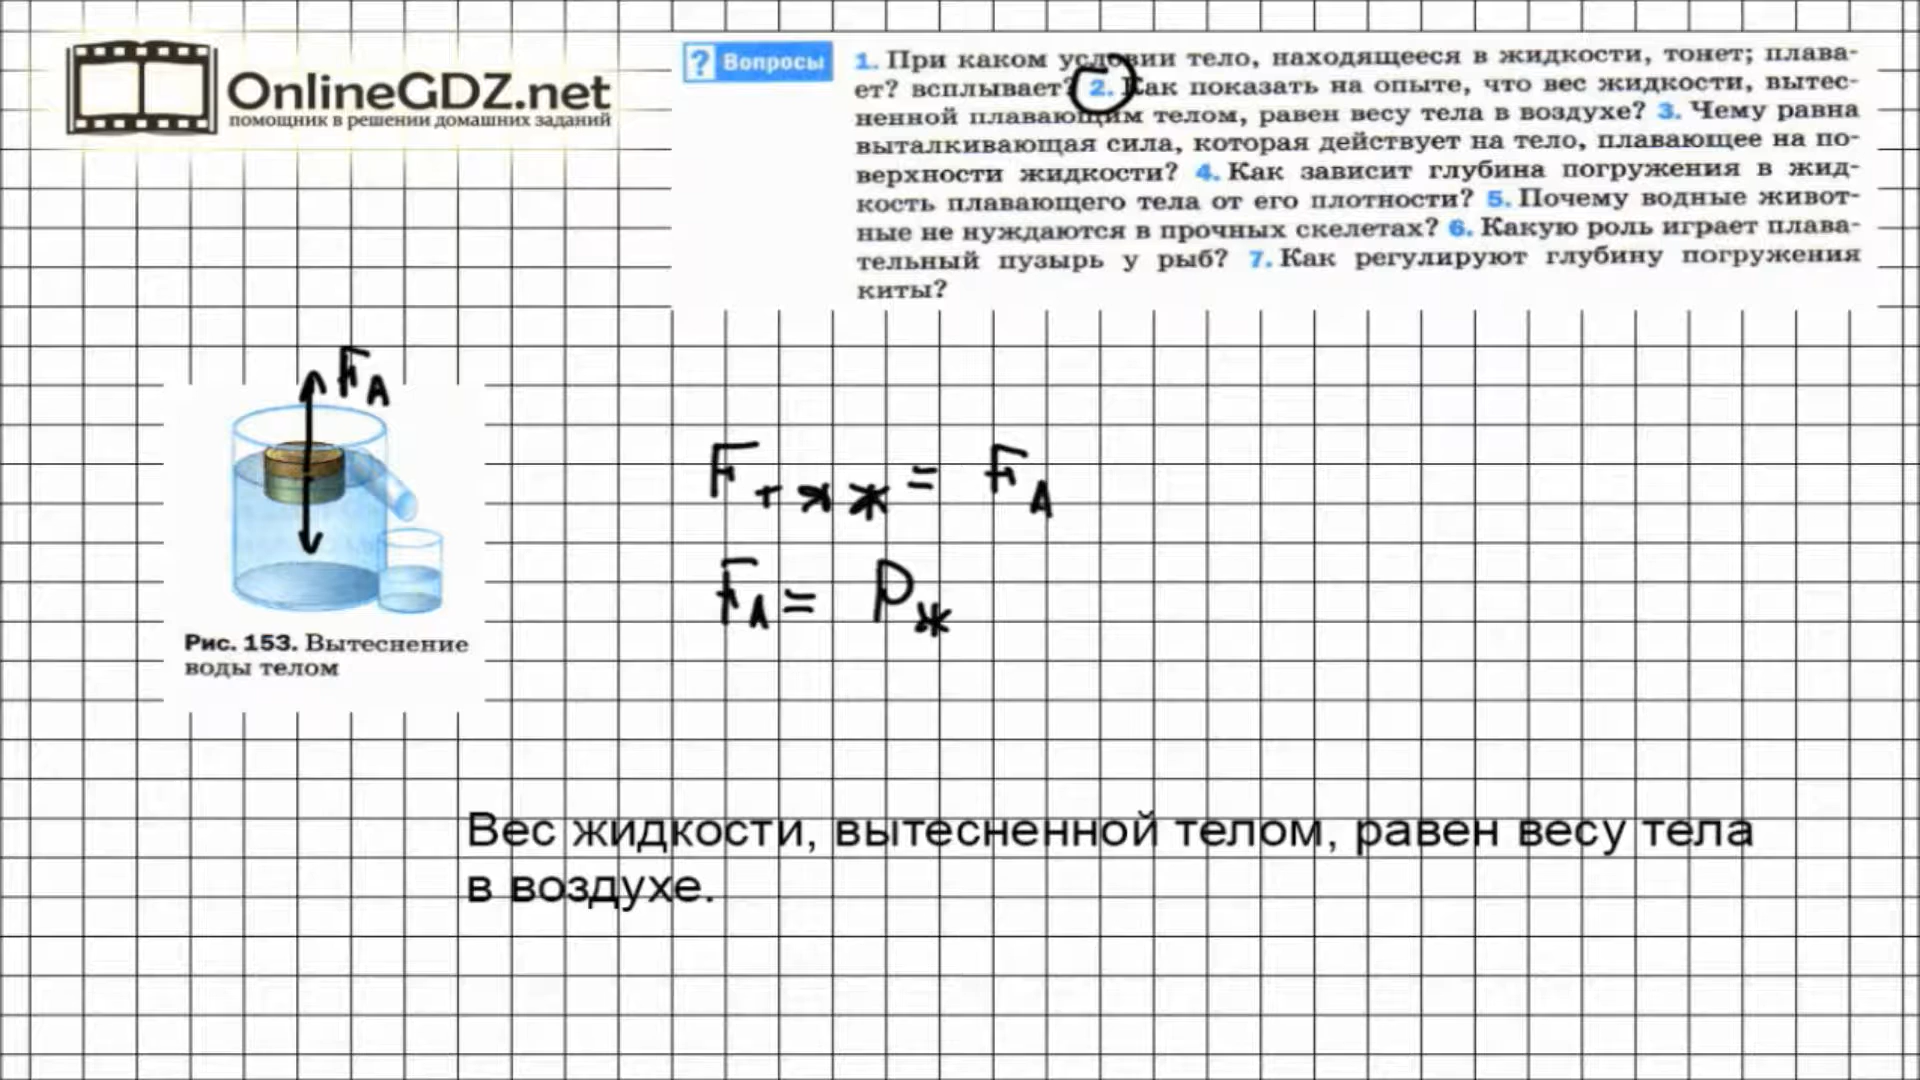 OnlineGDZ.net
помощник в решении домашних заданий
? Вопросы
1. При каком условии тело, находящееся в жидкости, тонет; плава-
ет? всплывает? 2. Как показать на опыте, что вес жидкости, вытес-
ненной плавающим телом, равен весу тела в воздухе? 3. Чему равна
выталкивающая сила, которая действует на тело, плавающее на по-
верхности жидкости? 4. Как зависит глубина погружения в жид-
кость плавающего тела от его плотности? 5. Почему водные живот-
ные не нуждаются в прочных скелетах? 6. Какую роль играет плава-
тельный пузырь у рыб? 7. Как регулируют глубину погружения
киты?
FА
Fтяж = FА
FА = Pж
Рис. 153. Вытеснение
воды телом
Вес жидкости, вытесненной телом, равен весу тела
в воздухе.